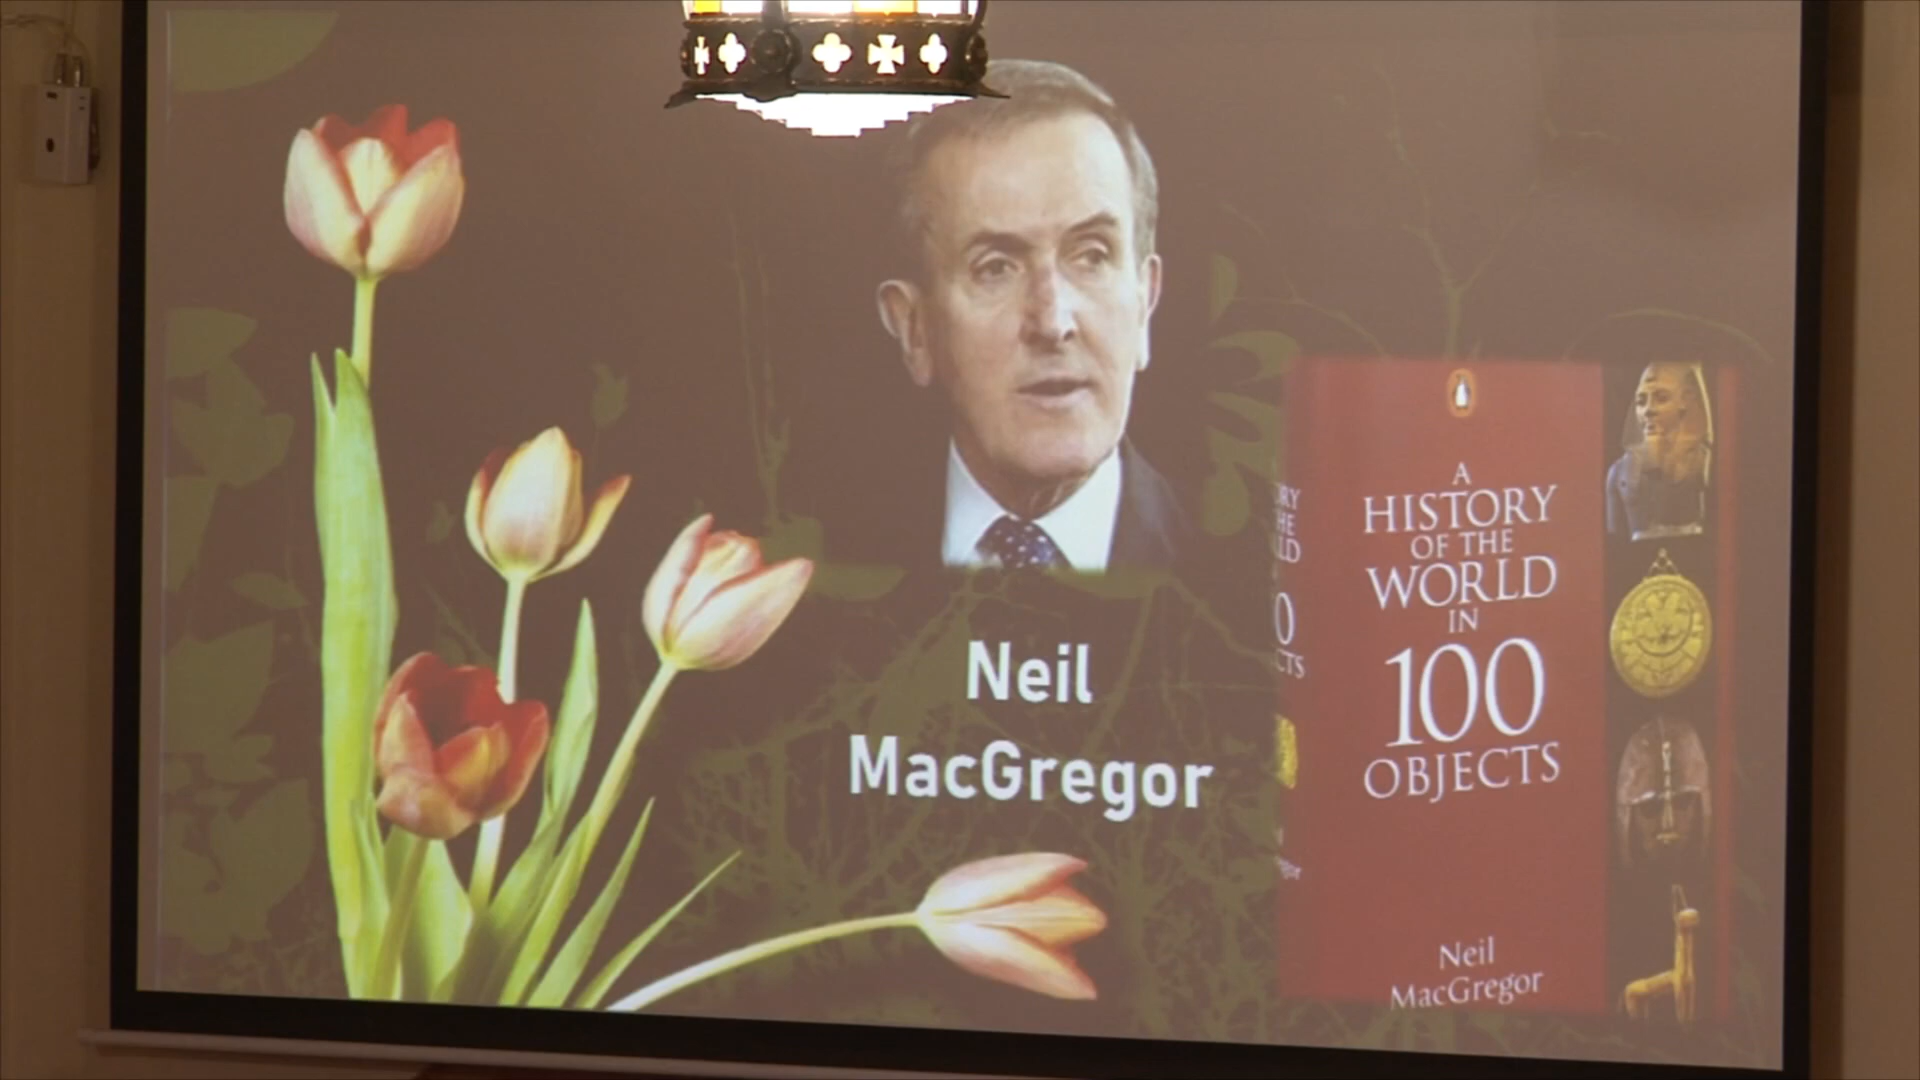 Neil
MacGregor
A
HISTORY
OF THE
WORLD
IN
100
OBJECTS
Neil
MacGregor